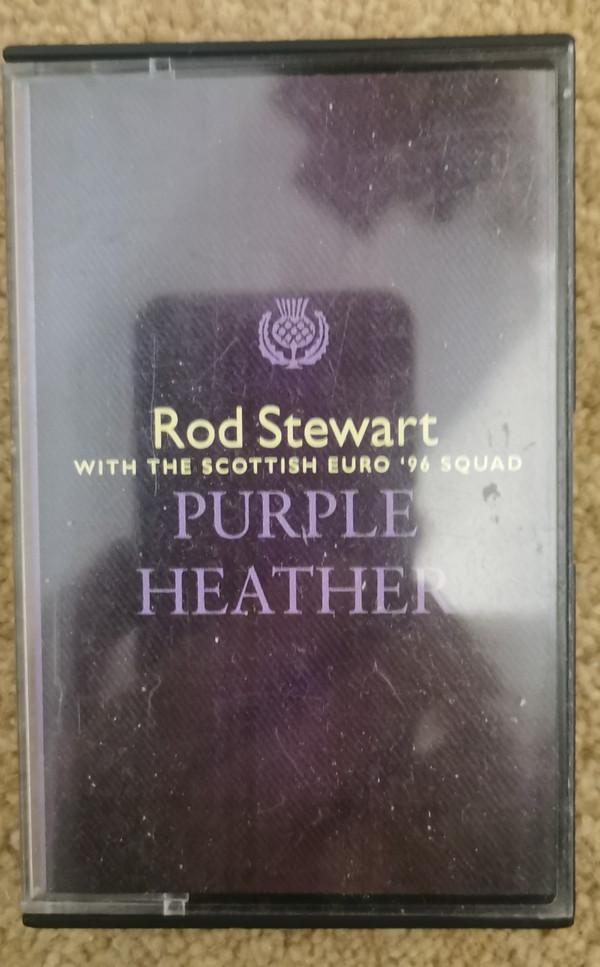 Rod Stewart
WITH THE SCOTTISH EURO '96 SQUAD
PURPLE
HEATHER